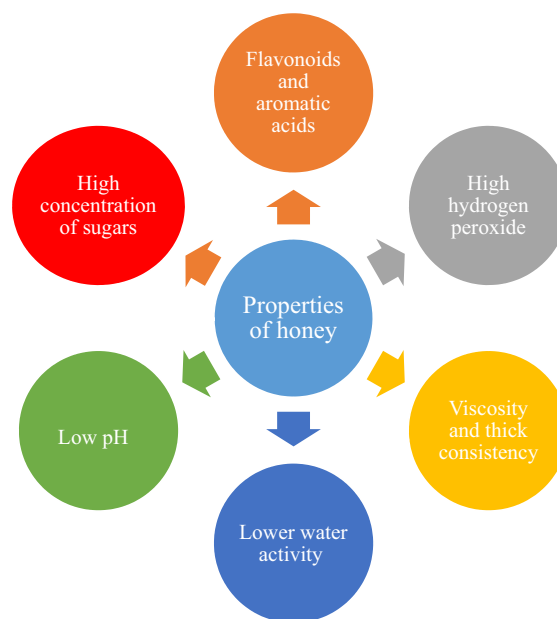 Flavonoids
and
aromatic
acids
High
hydrogen
peroxide
Viscosity
and thick
consistency
Lower water
activity
Low pH
High
concentration
of sugars
Properties
of honey